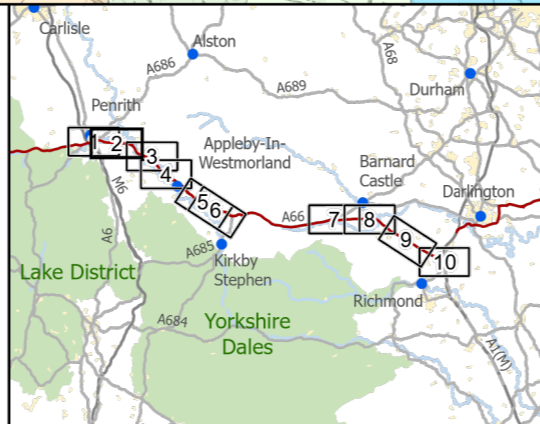 Carlisle
Alston
A68
A686
A689
Durham
Penrith
1
2
3
4
5
6
Appleby-In-
Westmorland
Barnard
Castle
Darlington
M6
A66
7
8
9
10
A6
A685
Kirkby
Stephen
Lake District
Richmond
A684
Yorkshire
Dales
A1(M)